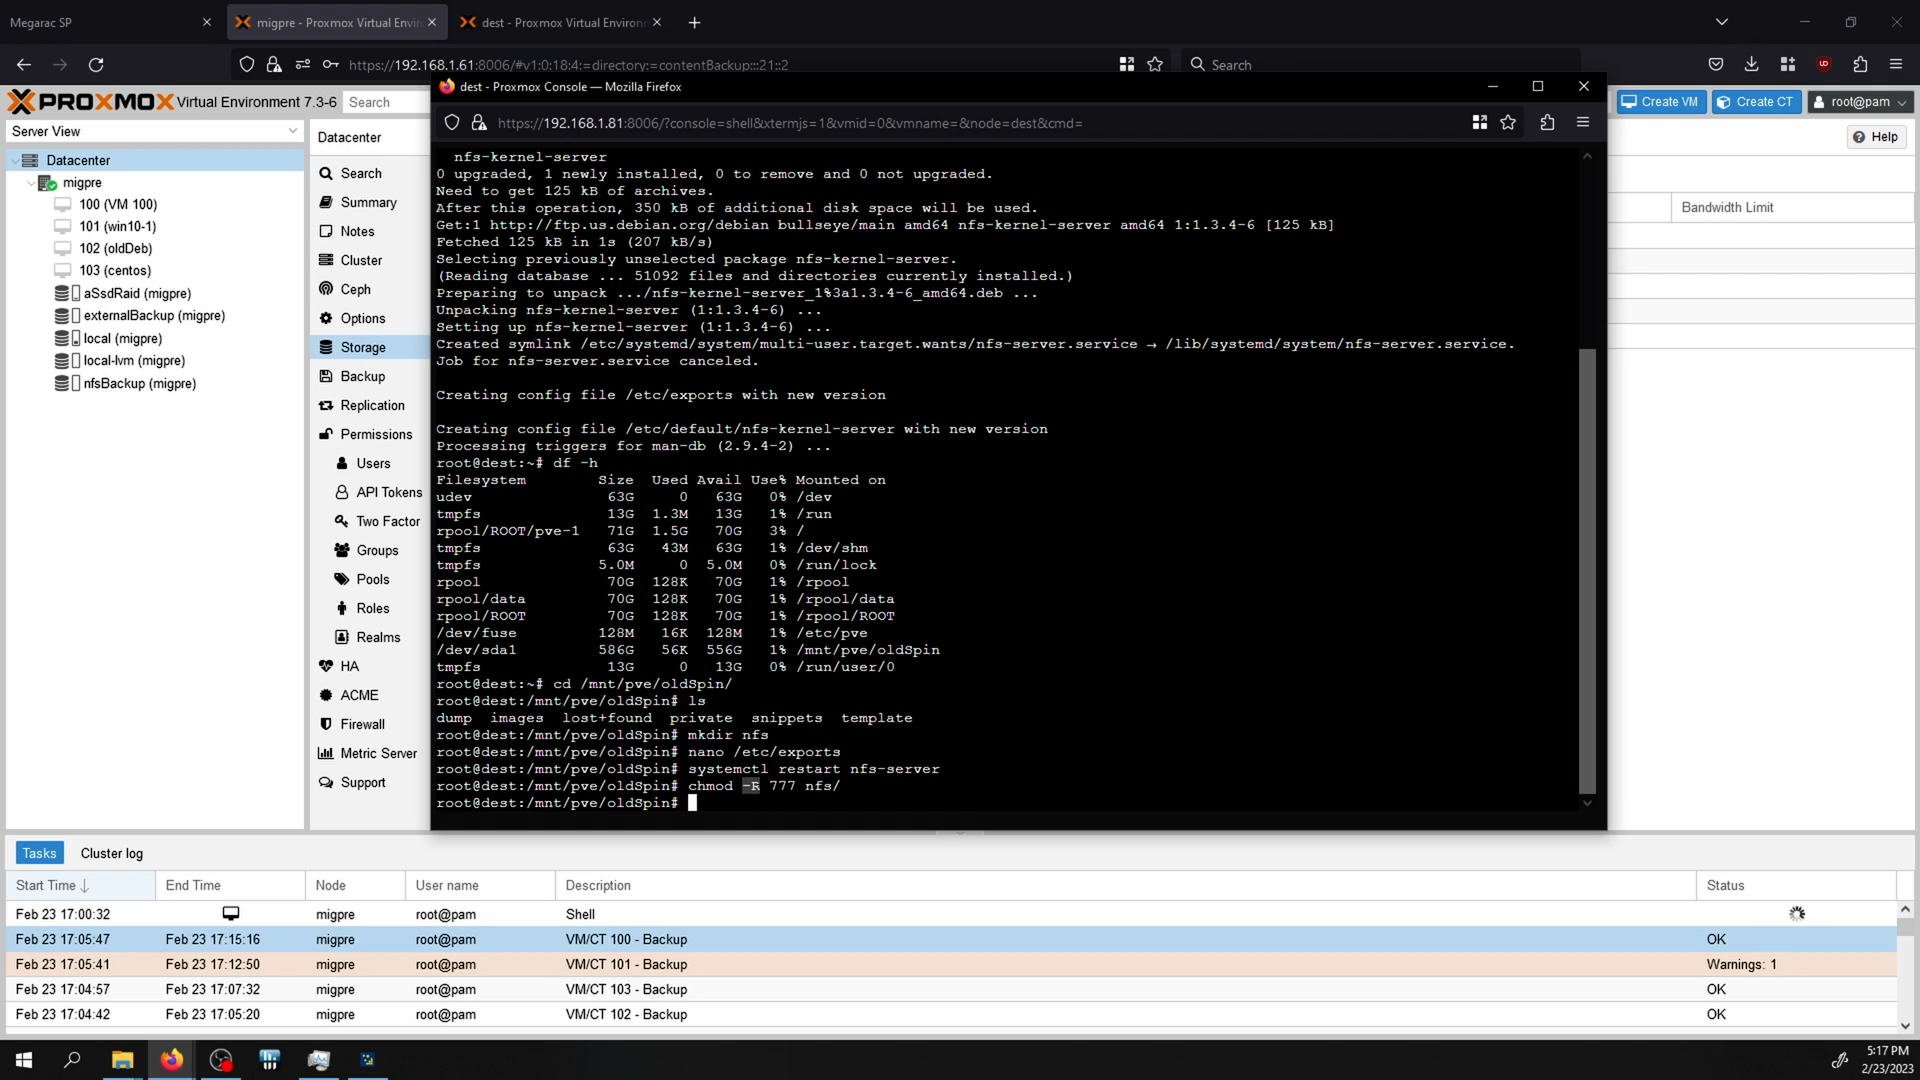 Megarac SP
migpre - Proxmox Virtual Envir
dest - Proxmox Virtual Environ
https://192.168.1.61:8006/#v1:0:18:4:=directory:=contentBackup:::21::2
Search
PROXMOX Virtual Environment 7.3-6
Search
Create VM
Create CT
root@pam
Server View
Datacenter
Help
Datacenter
migpre
100 (VM 100)
101 (win10-1)
102 (oldDeb)
103 (centos)
aSsdRaid (migpre)
externalBackup (migpre)
local (migpre)
local-lvm (migpre)
nfsBackup (migpre)
Search
Summary
Notes
Cluster
Ceph
Options
Storage
Backup
Replication
Permissions
Users
API Tokens
Two Factor
Groups
Pools
Roles
Realms
HA
ACME
Firewall
Metric Server
Support
Bandwidth Limit
dest - Proxmox Console — Mozilla Firefox
https://192.168.1.81:8006/?console=shell&xtermjs=1&vmid=0&vmname=&node=dest&cmd=
nfs-kernel-server
0 upgraded, 1 newly installed, 0 to remove and 0 not upgraded.
Need to get 125 kB of archives.
After this operation, 350 kB of additional disk space will be used.
Get:1 http://ftp.us.debian.org/debian bullseye/main amd64 nfs-kernel-server amd64 1:1.3.4-6 [125 kB]
Fetched 125 kB in 1s (207 kB/s)
Selecting previously unselected package nfs-kernel-server.
(Reading database ... 51092 files and directories currently installed.)
Preparing to unpack .../nfs-kernel-server_1%3a1.3.4-6_amd64.deb ...
Unpacking nfs-kernel-server (1:1.3.4-6) ...
Setting up nfs-kernel-server (1:1.3.4-6) ...
Created symlink /etc/systemd/system/multi-user.target.wants/nfs-server.service → /lib/systemd/system/nfs-server.service.
Job for nfs-server.service canceled.
Creating config file /etc/exports with new version
Creating config file /etc/default/nfs-kernel-server with new version
Processing triggers for man-db (2.9.4-2) ...
root@dest:~# df -h
Filesystem Size Used Avail Use% Mounted on
udev 63G 0 63G 0% /dev
tmpfs 13G 1.3M 13G 1% /run
rpool/ROOT/pve-1 71G 1.5G 70G 3% /
tmpfs 63G 43M 63G 1% /dev/shm
tmpfs 5.0M 0 5.0M 0% /run/lock
rpool 70G 128K 70G 1% /rpool
rpool/data 70G 128K 70G 1% /rpool/data
rpool/ROOT 70G 128K 70G 1% /rpool/ROOT
/dev/fuse 128M 16K 128M 1% /etc/pve
/dev/sda1 586G 56K 556G 1% /mnt/pve/oldSpin
tmpfs 13G 0 13G 0% /run/user/0
root@dest:~# cd /mnt/pve/oldSpin/
root@dest:/mnt/pve/oldSpin# ls
dump images lost+found private snippets template
root@dest:/mnt/pve/oldSpin# mkdir nfs
root@dest:/mnt/pve/oldSpin# nano /etc/exports
root@dest:/mnt/pve/oldSpin# systemctl restart nfs-server
root@dest:/mnt/pve/oldSpin# chmod -R 777 nfs/
root@dest:/mnt/pve/oldSpin#
Tasks
Cluster log
Start Time End Time Node User name Description Status
Feb 23 17:00:32 migpre root@pam Shell
Feb 23 17:05:47 Feb 23 17:15:16 migpre root@pam VM/CT 100 - Backup OK
Feb 23 17:05:41 Feb 23 17:12:50 migpre root@pam VM/CT 101 - Backup Warnings: 1
Feb 23 17:04:57 Feb 23 17:07:32 migpre root@pam VM/CT 103 - Backup OK
Feb 23 17:04:42 Feb 23 17:05:20 migpre root@pam VM/CT 102 - Backup OK
5:17 PM
2/23/2023